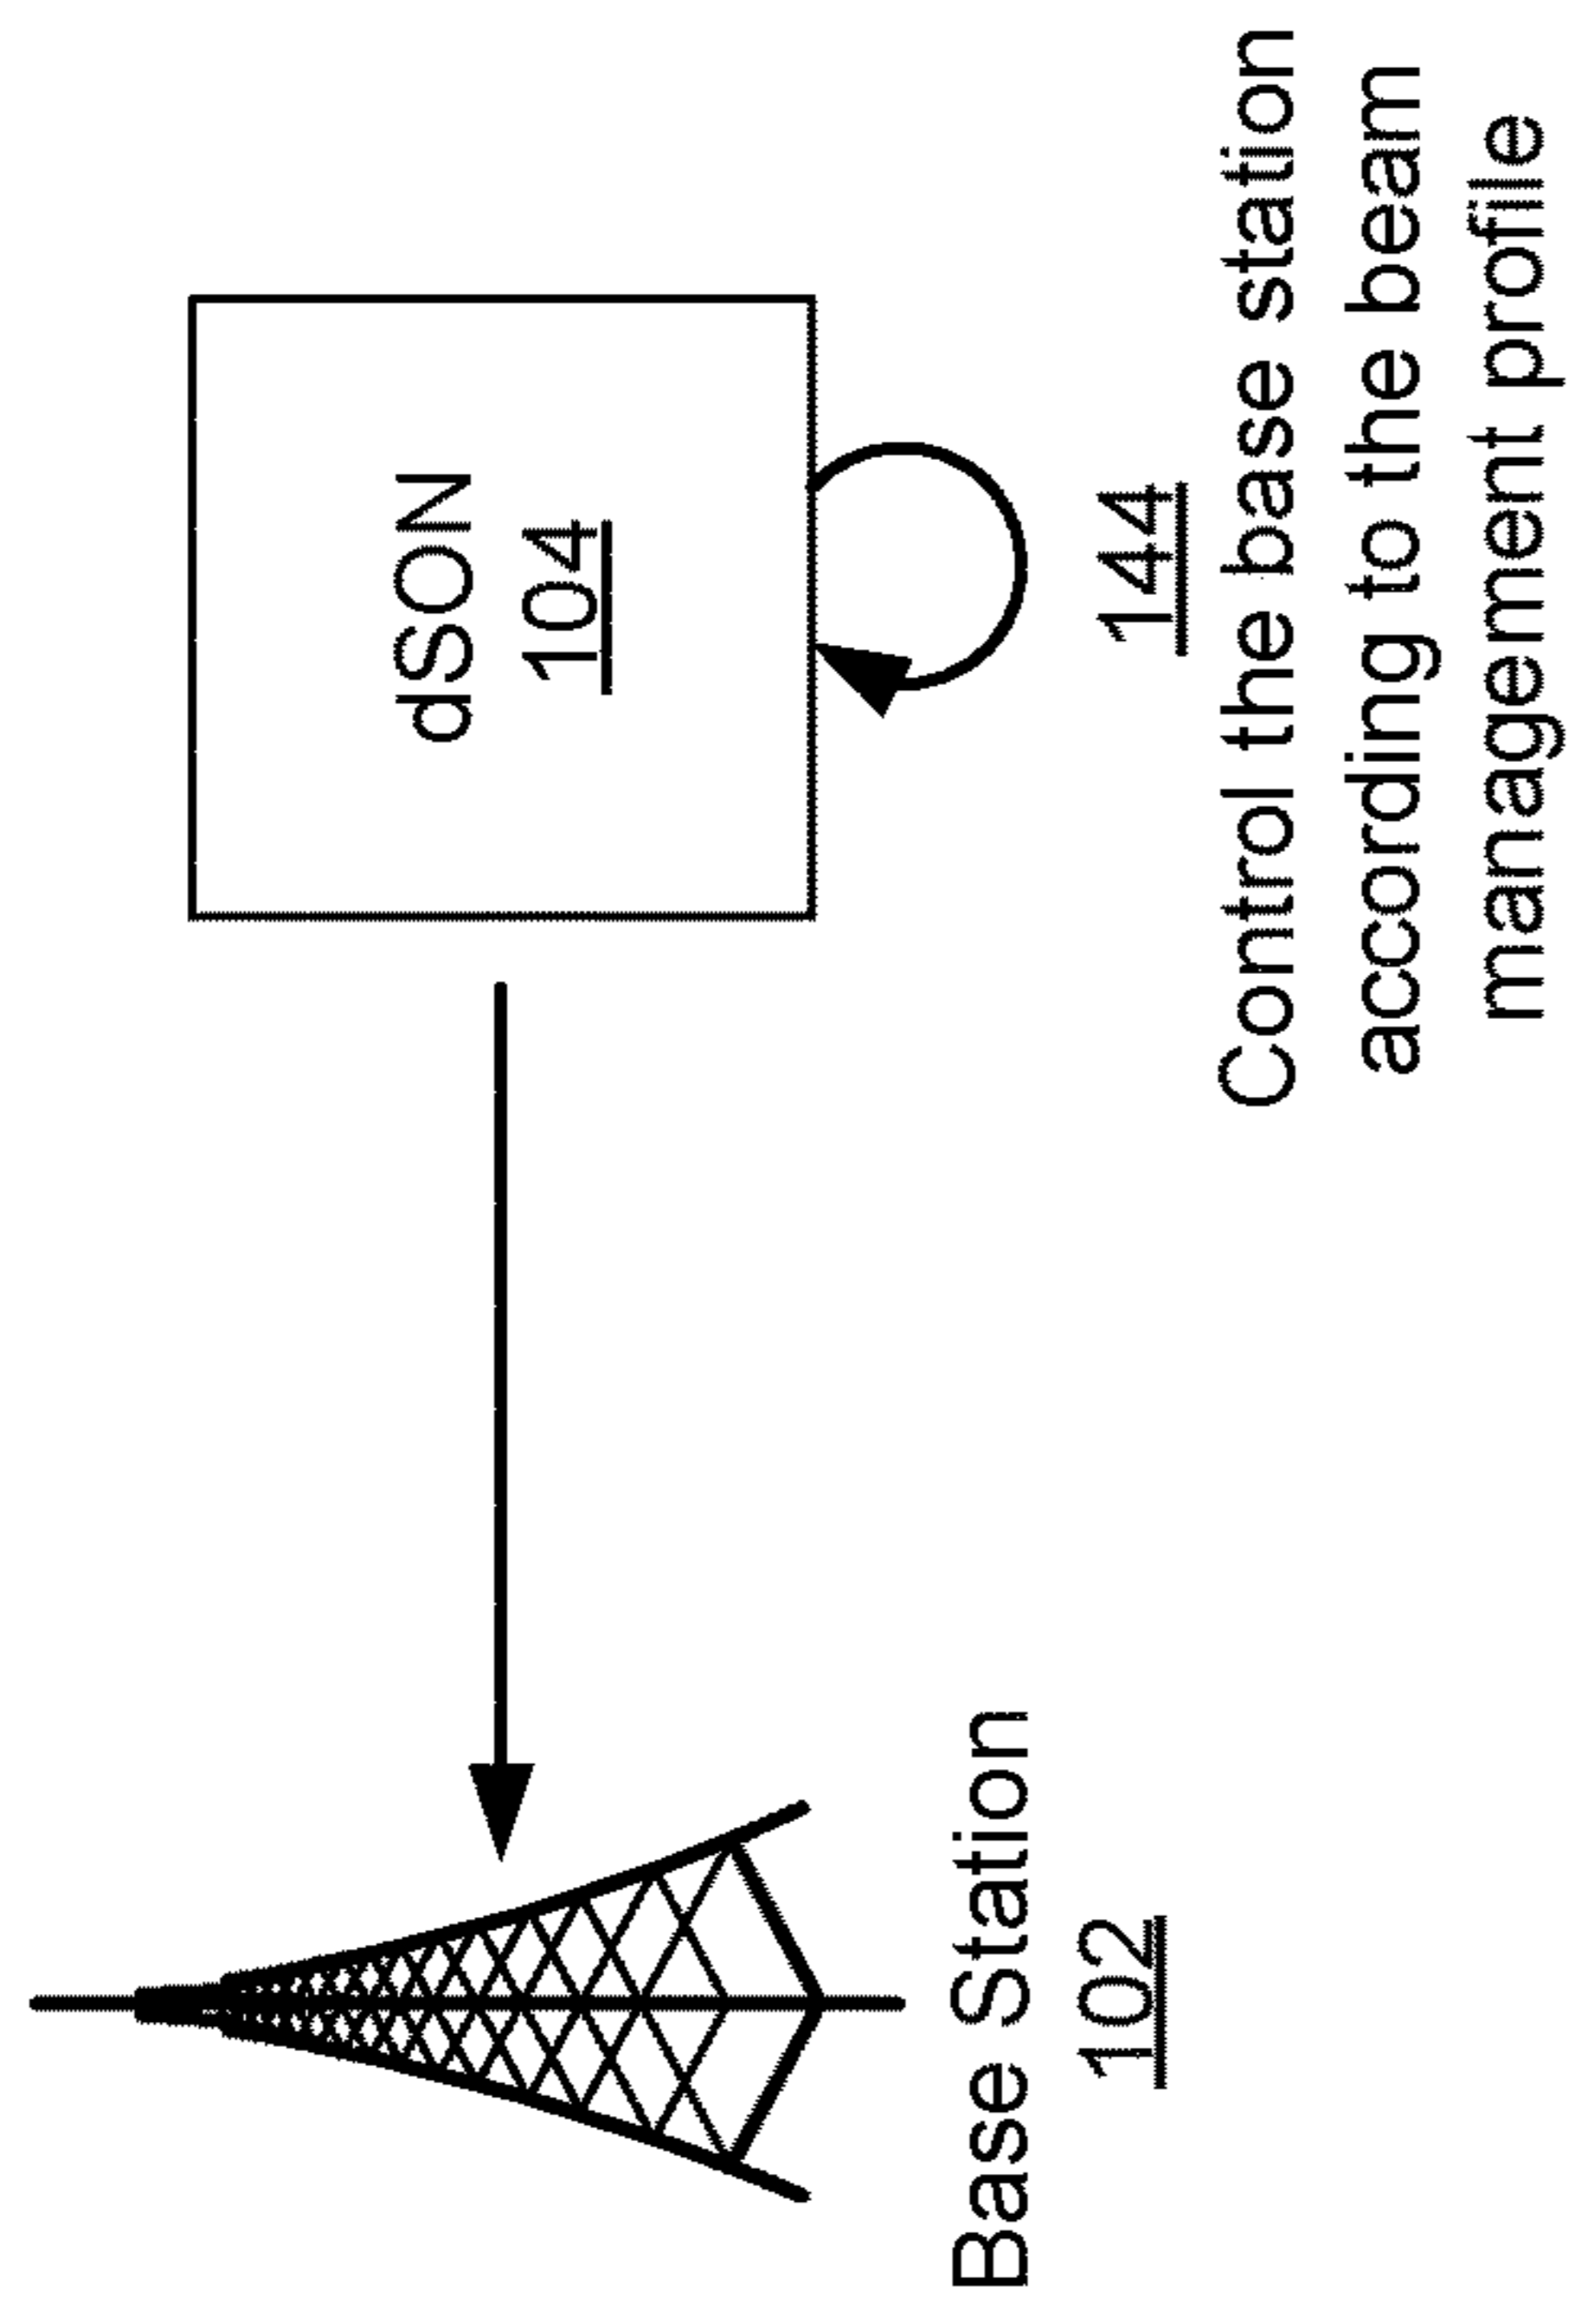 Base Station
102
dSON
104
144
Control the base station
according to the beam
management profile